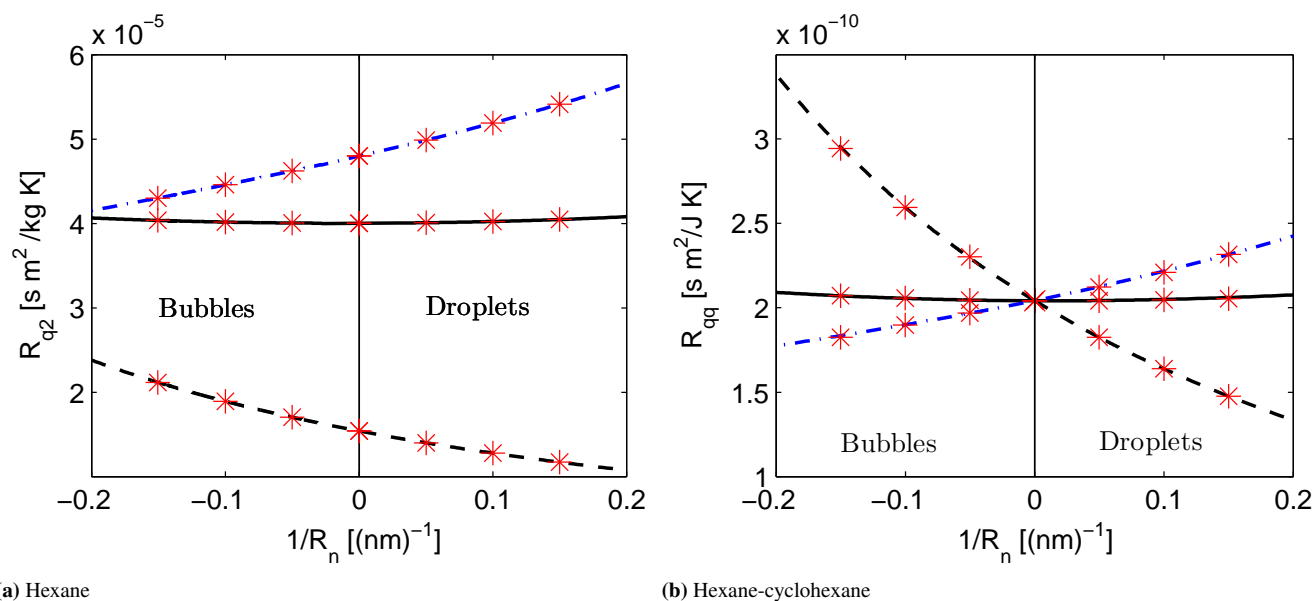 x 10⁻⁵
6
5
4
3
2
R_q2 [s m² /kg K]
Bubbles
Droplets
−0.2
−0.1
0
0.1
0.2
1/R_n [(nm)⁻¹]
x 10⁻¹⁰
3
2.5
2
1.5
1
R_qq [s m²/J K]
Bubbles
Droplets
−0.2
−0.1
0
0.1
0.2
1/R_n [(nm)⁻¹]
a) Hexane
(b) Hexane-cyclohexane